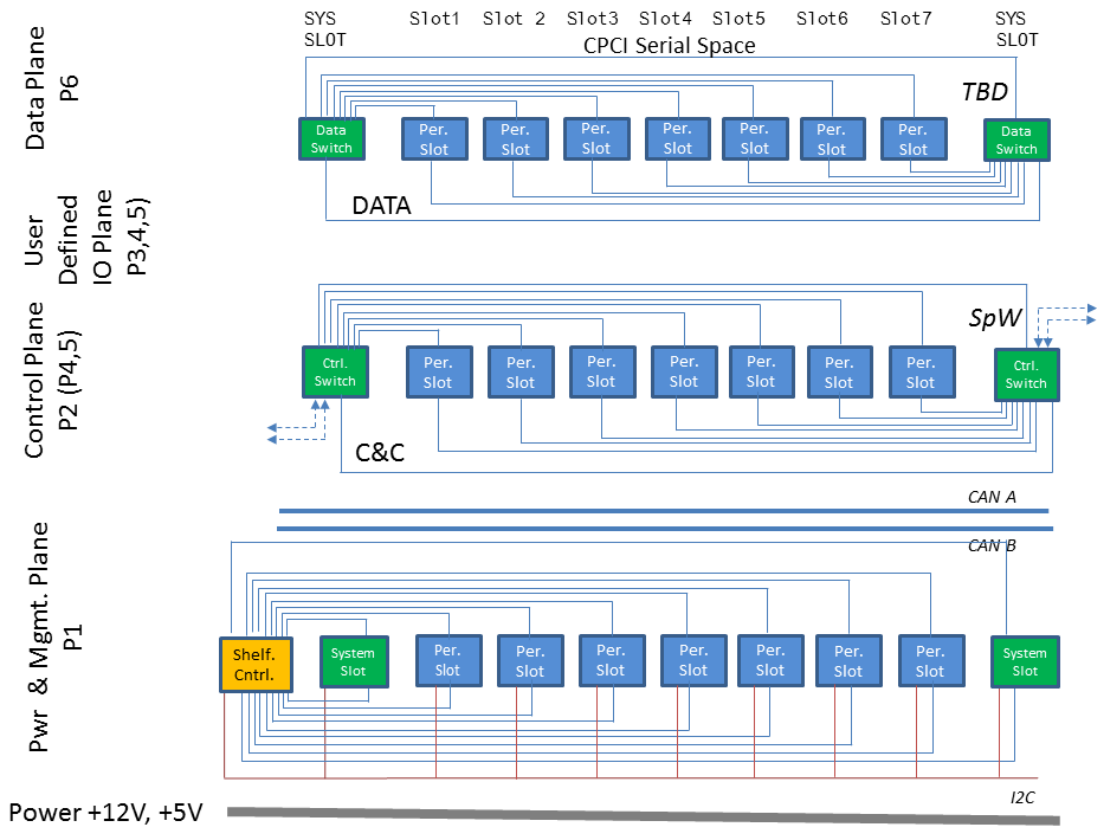 SYS SLOT Slot1 Slot 2 Slot3 Slot4 Slot5 Slot6 Slot7 SYS SLOT
CPCI Serial Space
Data Plane
P6
TBD
Data Switch
Per. Slot
Per. Slot
Per. Slot
Per. Slot
Per. Slot
Per. Slot
Per. Slot
Data Switch
DATA
User
Defined
IO Plane
P3,4,5)
Control Plane
P2 (P4,5)
SpW
Ctrl. Switch
Per. Slot
Per. Slot
Per. Slot
Per. Slot
Per. Slot
Per. Slot
Per. Slot
Ctrl. Switch
C&C
CAN A
CAN B
Pwr & Mgmt. Plane
P1
Shelf. Cntrl.
System Slot
Per. Slot
Per. Slot
Per. Slot
Per. Slot
Per. Slot
Per. Slot
Per. Slot
System Slot
I2C
Power +12V, +5V